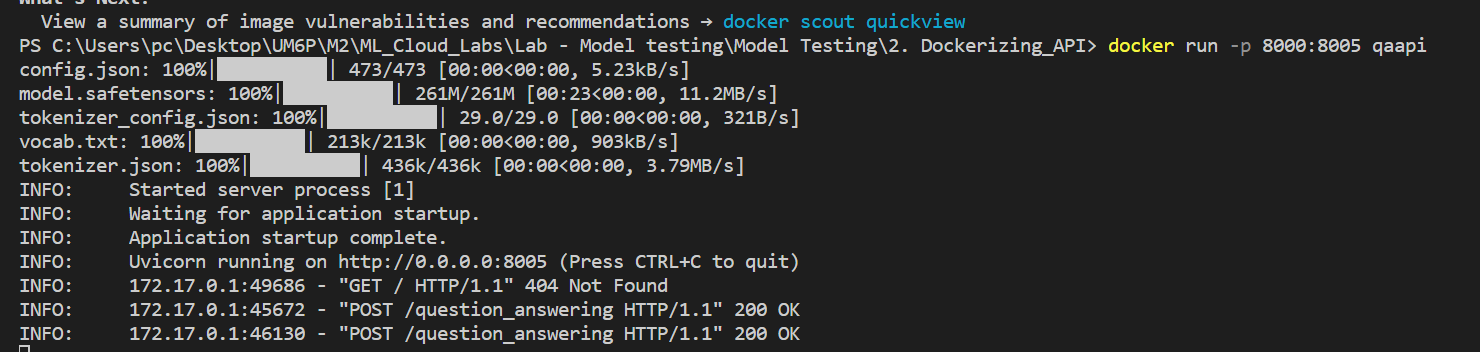 What's Next?
  View a summary of image vulnerabilities and recommendations → docker scout quickview
PS C:\Users\pc\Desktop\UM6P\M2\ML_Cloud_Labs\Lab - Model testing\Model Testing\2. Dockerizing_API> docker run -p 8000:8005 qaapi
config.json: 100%|██████████| 473/473 [00:00<00:00, 5.23kB/s]
model.safetensors: 100%|██████████| 261M/261M [00:23<00:00, 11.2MB/s]
tokenizer_config.json: 100%|██████████| 29.0/29.0 [00:00<00:00, 321B/s]
vocab.txt: 100%|██████████| 213k/213k [00:00<00:00, 903kB/s]
tokenizer.json: 100%|██████████| 436k/436k [00:00<00:00, 3.79MB/s]
INFO:     Started server process [1]
INFO:     Waiting for application startup.
INFO:     Application startup complete.
INFO:     Uvicorn running on http://0.0.0.0:8005 (Press CTRL+C to quit)
INFO:     172.17.0.1:49686 - "GET / HTTP/1.1" 404 Not Found
INFO:     172.17.0.1:45672 - "POST /question_answering HTTP/1.1" 200 OK
INFO:     172.17.0.1:46130 - "POST /question_answering HTTP/1.1" 200 OK